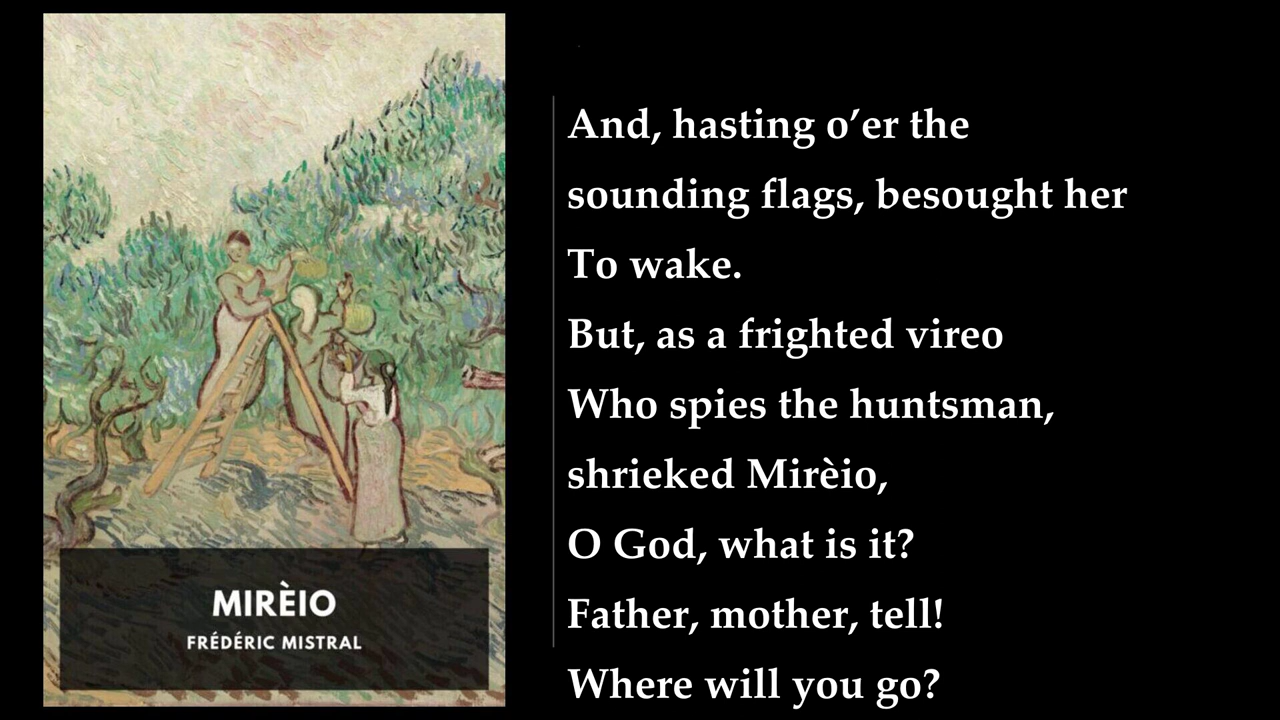 MIRÈIO
FRÉDÉRIC MISTRAL
And, hasting o’er the
sounding flags, besought her
To wake.
But, as a frighted vireo
Who spies the huntsman,
shrieked Mirèio,
O God, what is it?
Father, mother, tell!
Where will you go?